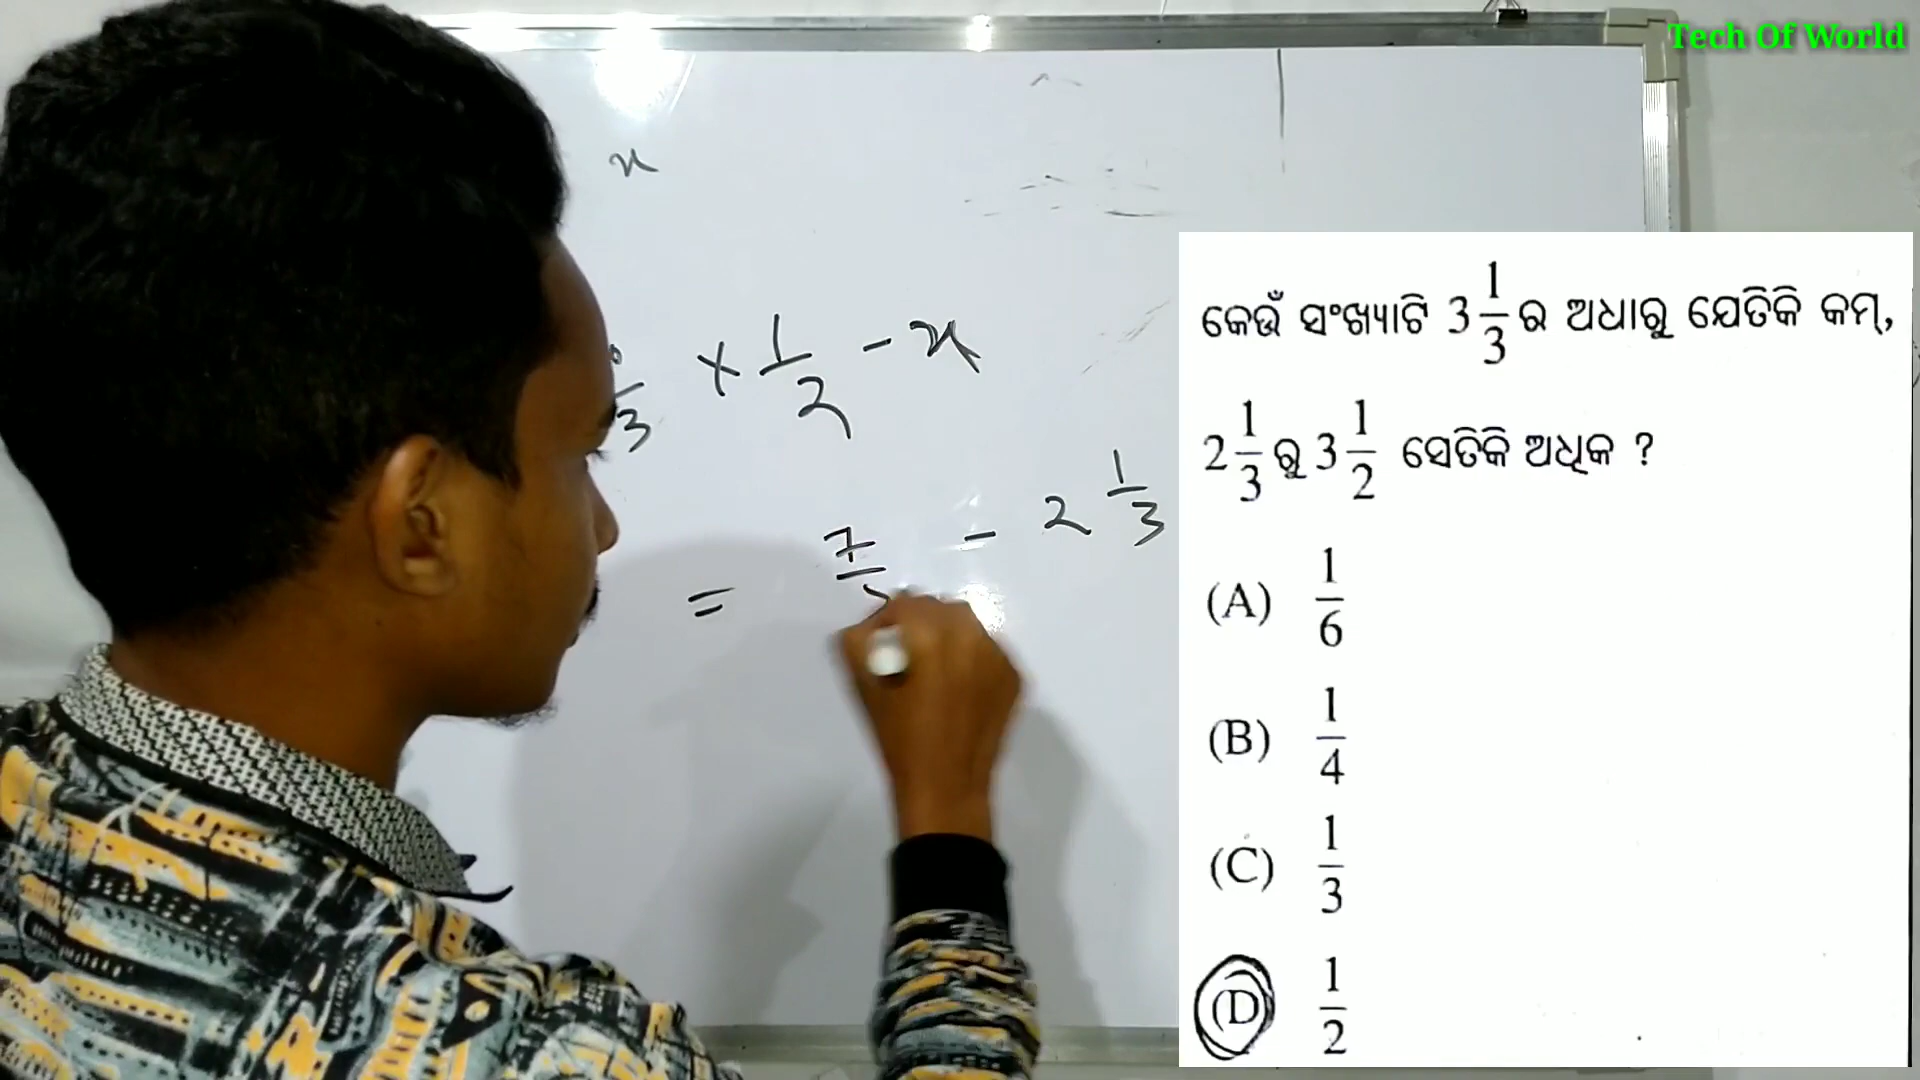 Tech Of World
x
/3 × 1/2 - x
= 7/ - 2 1/3
କେଉଁ ସଂଖ୍ୟାଟି 3 1/3 ର ଅଧାରୁ ଯେତିକି କମ୍,
2 1/3 ରୁ 3 1/2 ସେତିକି ଅଧିକ ?
(A) 1/6
(B) 1/4
(C) 1/3
(D) 1/2